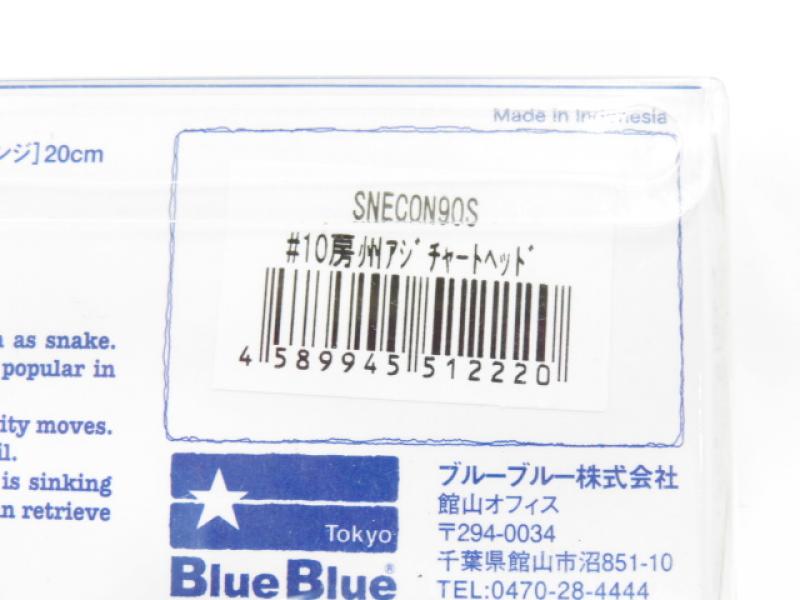 Made in Indonesia
ンジ]20cm
SNECON90S
#10房州ｱｼﾞﾁｬｰﾄﾍｯﾄﾞ
4 589945 512220
as snake.
popular in
ity moves.
il.
is sinking
n retrieve
Tokyo
BlueBlue®
ブルーブルー株式会社
館山オフィス
〒294-0034
千葉県館山市沼851-10
TEL:0470-28-4444